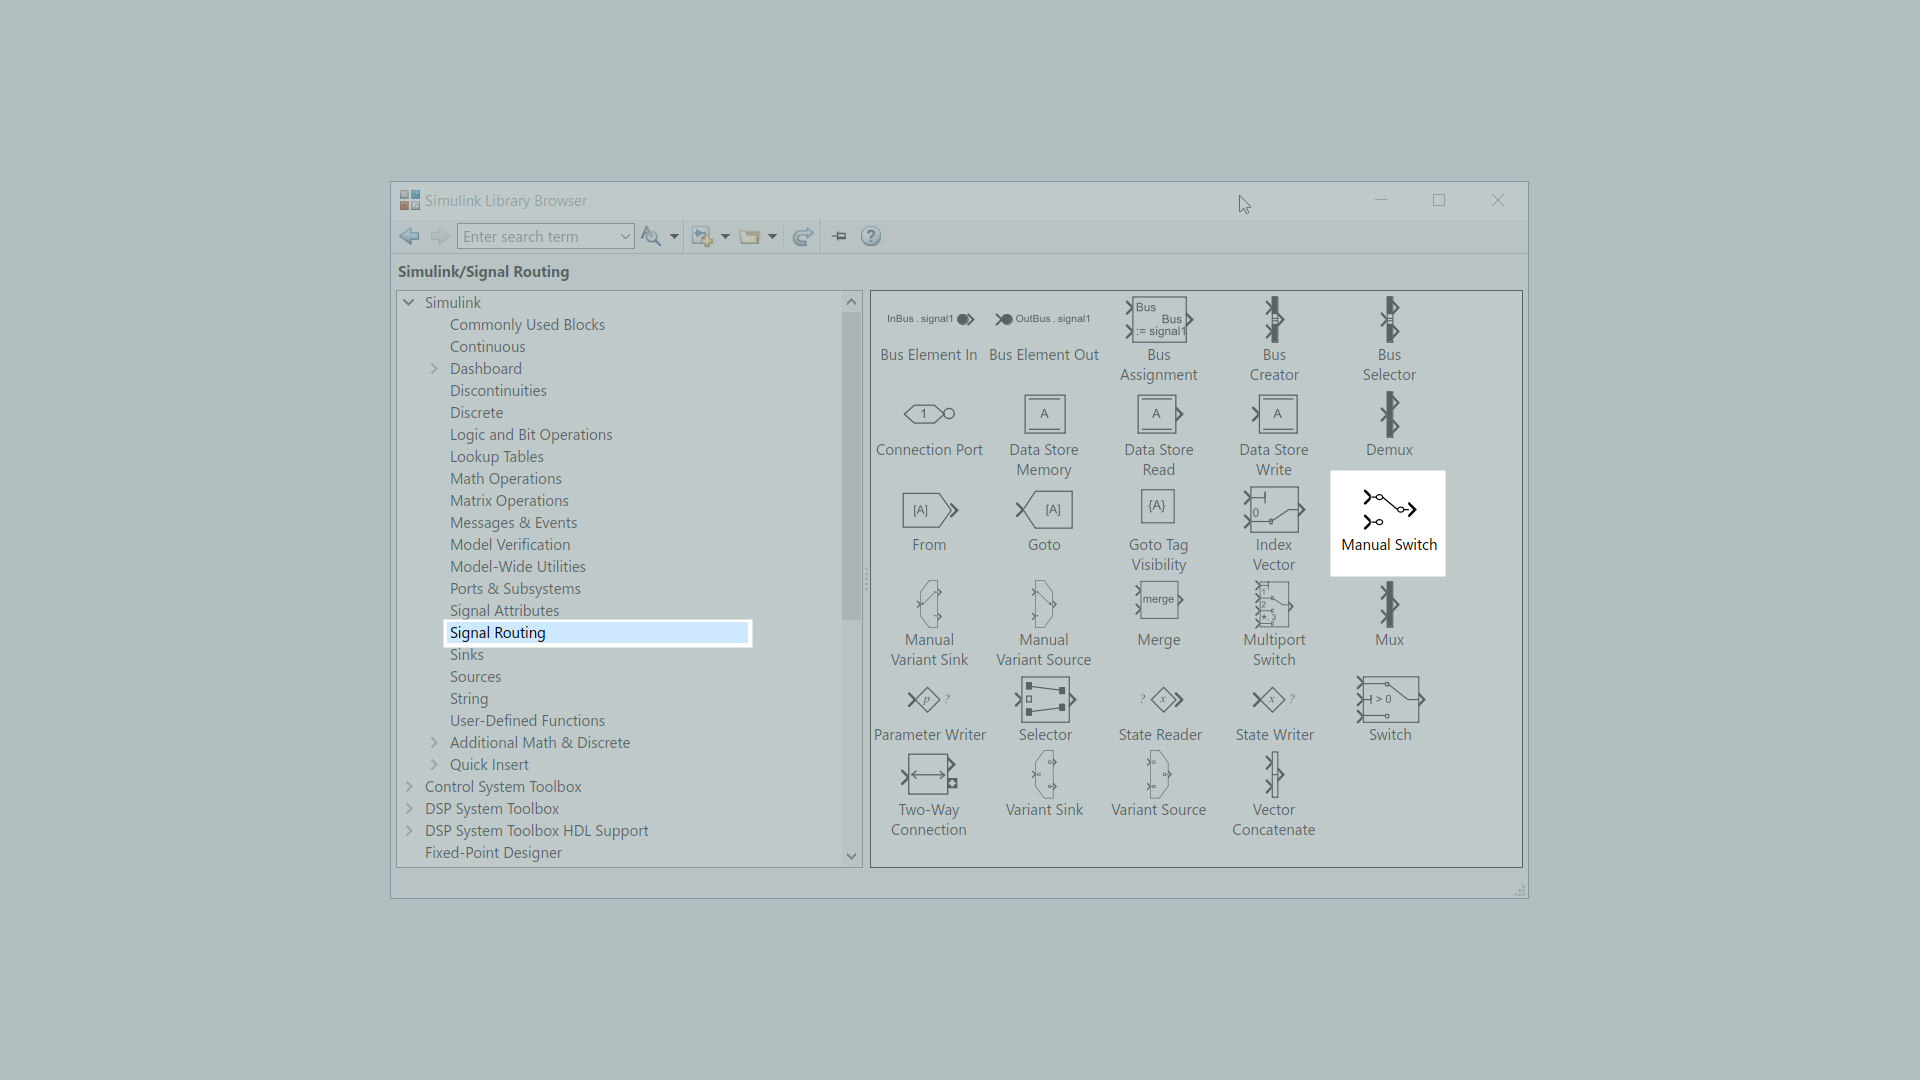 Simulink Library Browser
Enter search term
Simulink/Signal Routing
Simulink
Commonly Used Blocks
Continuous
Dashboard
Discontinuities
Discrete
Logic and Bit Operations
Lookup Tables
Math Operations
Matrix Operations
Messages & Events
Model Verification
Model-Wide Utilities
Ports & Subsystems
Signal Attributes
Signal Routing
Sinks
Sources
String
User-Defined Functions
Additional Math & Discrete
Quick Insert
Control System Toolbox
DSP System Toolbox
DSP System Toolbox HDL Support
Fixed-Point Designer
InBus . signal1
Bus Element In
OutBus . signal1
Bus Element Out
Bus
Bus
:= signal1
Bus
Assignment
Bus
Creator
Bus
Selector
1
Connection Port
A
Data Store
Memory
A
Data Store
Read
A
Data Store
Write
Demux
[A]
From
[A]
Goto
{A}
Goto Tag
Visibility
0
Index
Vector
Manual Switch
Manual
Variant Sink
Manual
Variant Source
merge
Merge
1
2
*, 3
Multiport
Switch
Mux
p ?
Parameter Writer
Selector
? x
State Reader
x ?
State Writer
> 0
Switch
Two-Way
Connection
Variant Sink
Variant Source
Vector
Concatenate